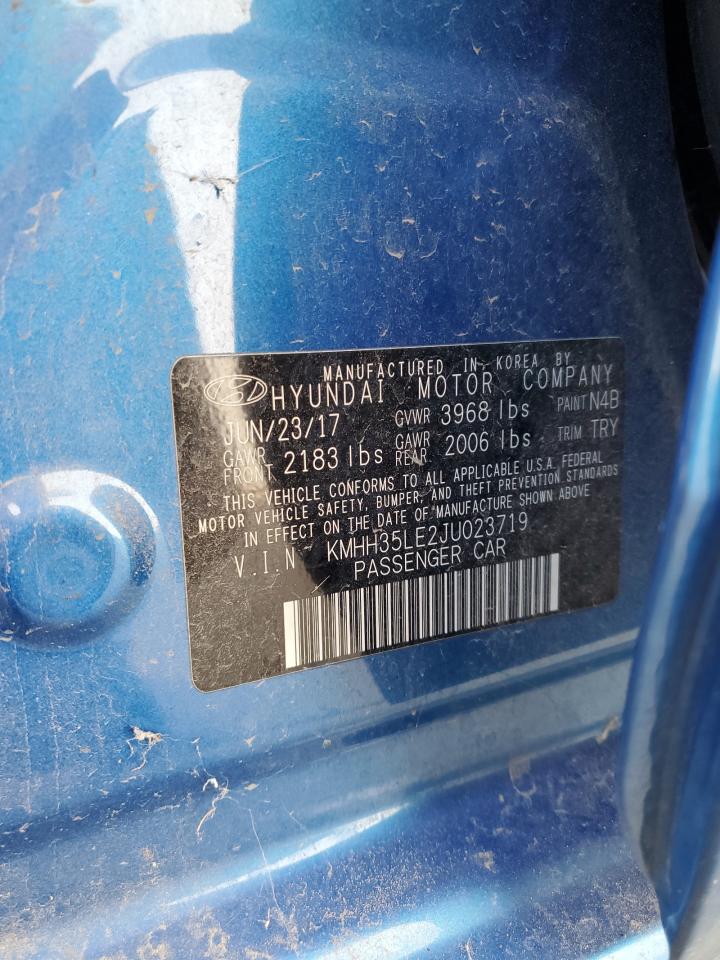 MANUFACTURED IN KOREA BY
HYUNDAI MOTOR COMPANY
JUN/23/17 GVWR 3968 lbs PAINT N4B
GAWR FRONT 2183 lbs GAWR REAR 2006 lbs TRIM TRY
THIS VEHICLE CONFORMS TO ALL APPLICABLE U.S.A. FEDERAL
MOTOR VEHICLE SAFETY, BUMPER, AND THEFT PREVENTION STANDARDS
IN EFFECT ON THE DATE OF MANUFACTURE SHOWN ABOVE
V.I.N KMHH35LE2JU023719
PASSENGER CAR